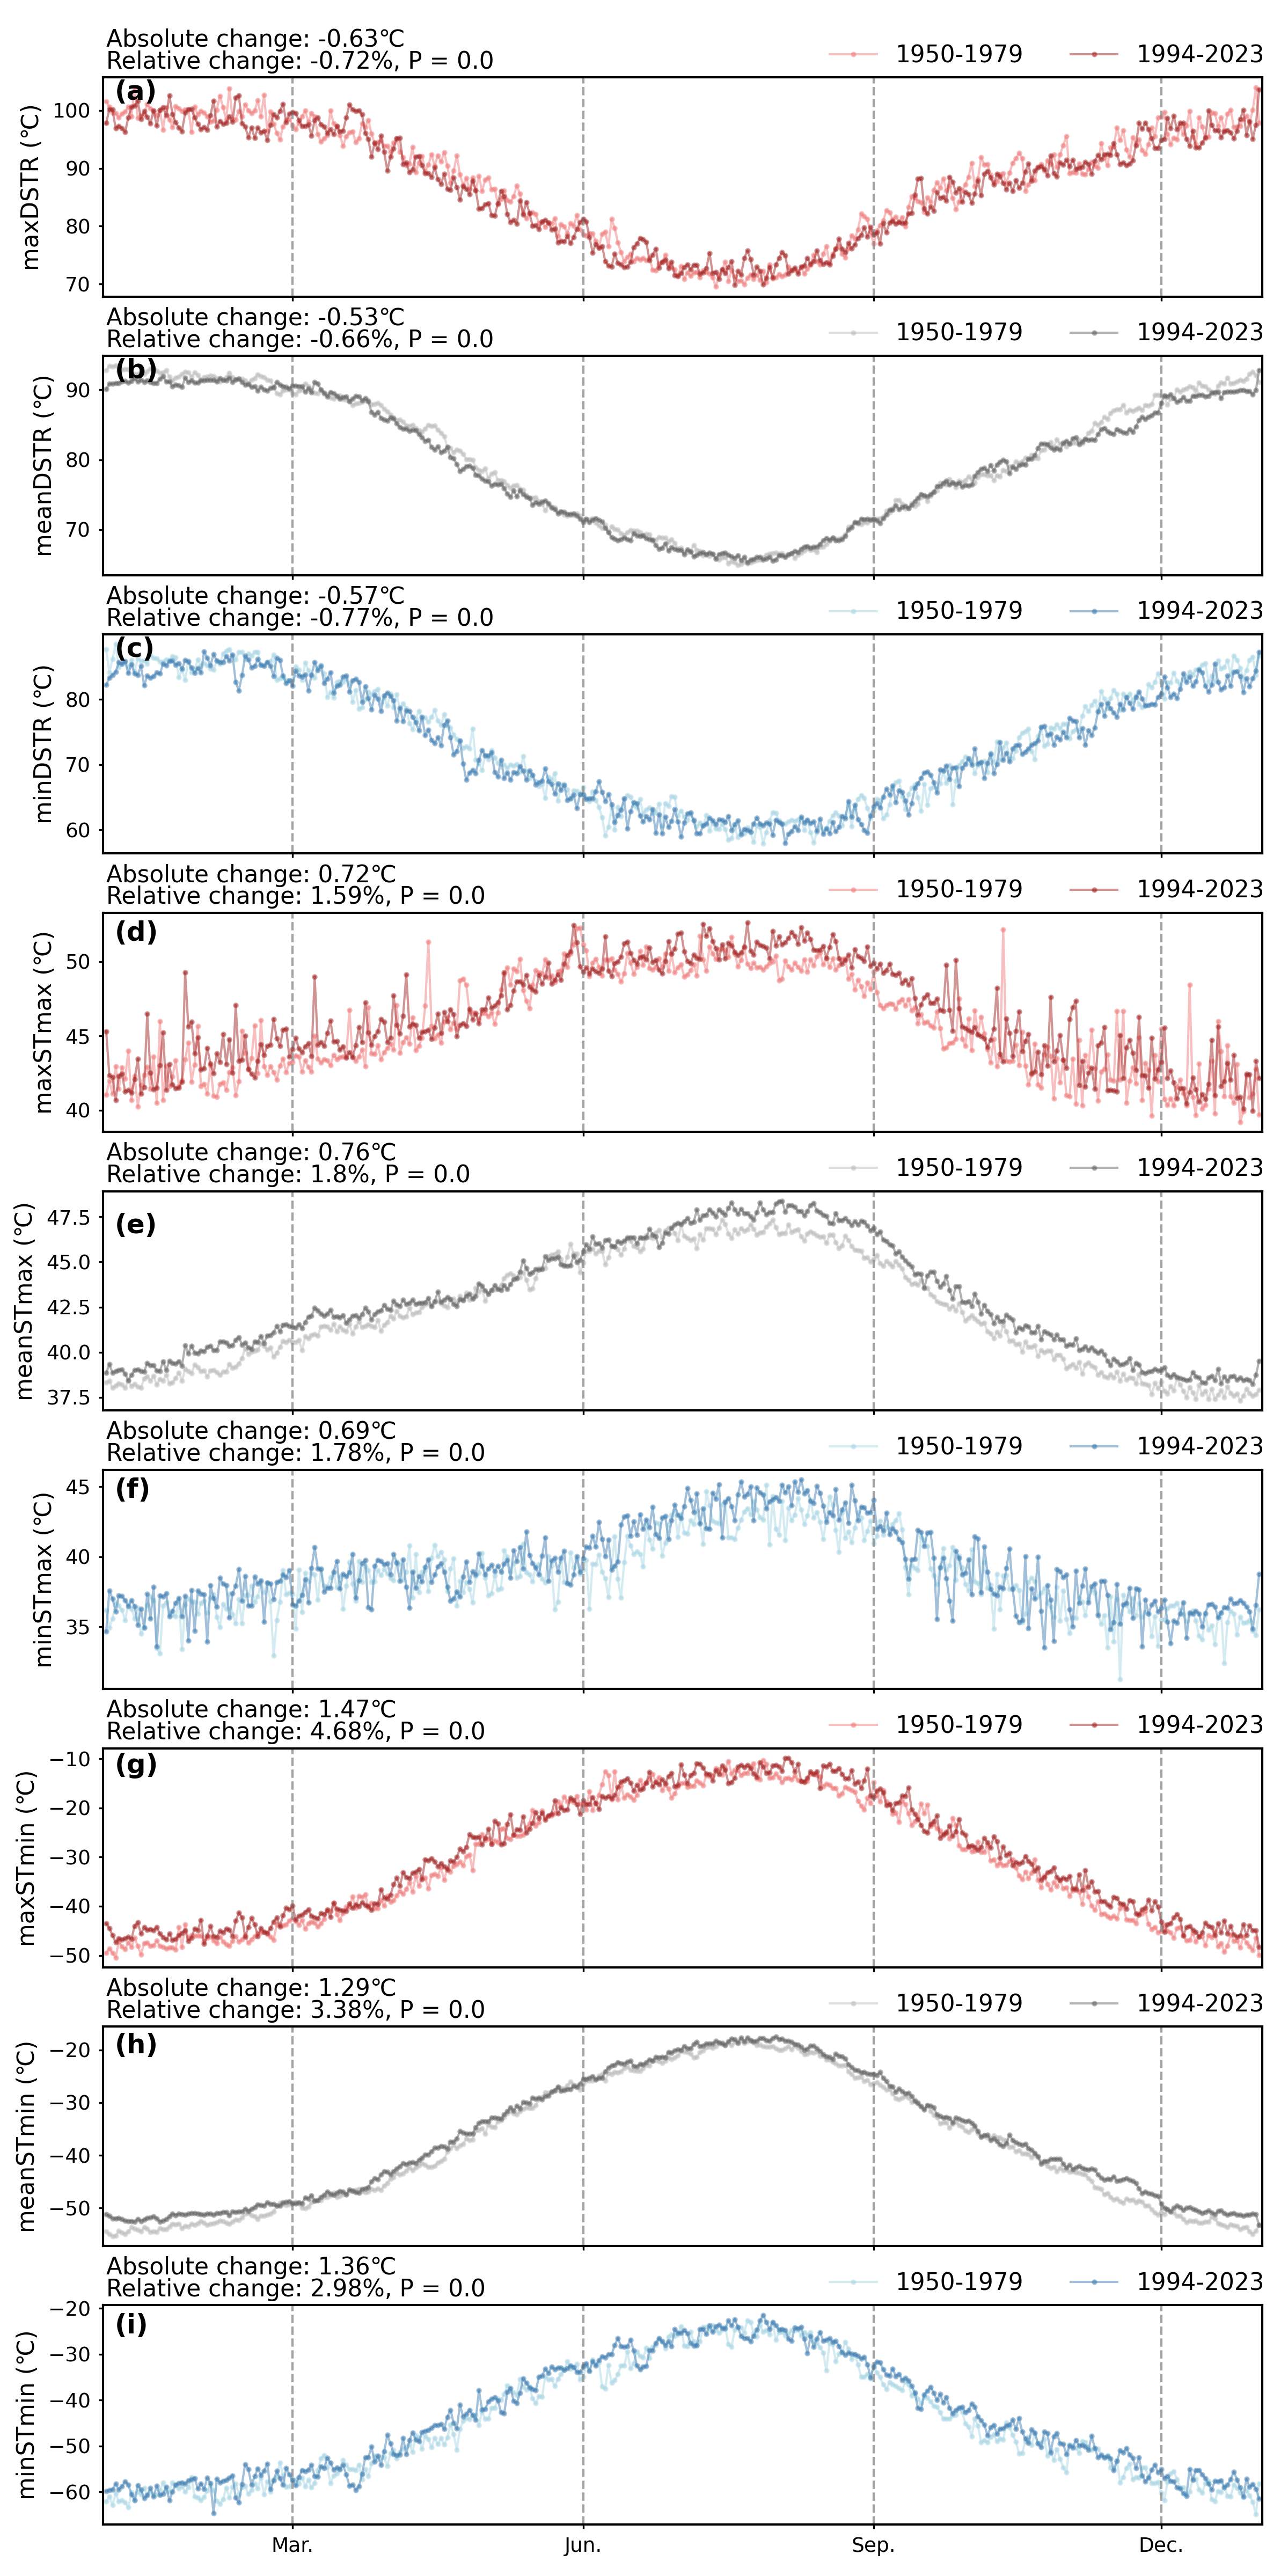 Absolute change: -0.63℃
Relative change: -0.72%, P = 0.0
1950-1979 1994-2023
(a)
maxDSTR (℃)
100
90
80
70
Absolute change: -0.53℃
Relative change: -0.66%, P = 0.0
1950-1979 1994-2023
(b)
meanDSTR (℃)
90
80
70
Absolute change: -0.57℃
Relative change: -0.77%, P = 0.0
1950-1979 1994-2023
(c)
minDSTR (℃)
80
70
60
Absolute change: 0.72℃
Relative change: 1.59%, P = 0.0
1950-1979 1994-2023
(d)
maxSTmax (℃)
50
45
40
Absolute change: 0.76℃
Relative change: 1.8%, P = 0.0
1950-1979 1994-2023
(e)
meanSTmax (℃)
47.5
45.0
42.5
40.0
37.5
Absolute change: 0.69℃
Relative change: 1.78%, P = 0.0
1950-1979 1994-2023
(f)
minSTmax (℃)
45
40
35
Absolute change: 1.47℃
Relative change: 4.68%, P = 0.0
1950-1979 1994-2023
(g)
maxSTmin (℃)
−10
−20
−30
−40
−50
Absolute change: 1.29℃
Relative change: 3.38%, P = 0.0
1950-1979 1994-2023
(h)
meanSTmin (℃)
−20
−30
−40
−50
Absolute change: 1.36℃
Relative change: 2.98%, P = 0.0
1950-1979 1994-2023
(i)
minSTmin (℃)
−20
−30
−40
−50
−60
Mar. Jun. Sep. Dec.